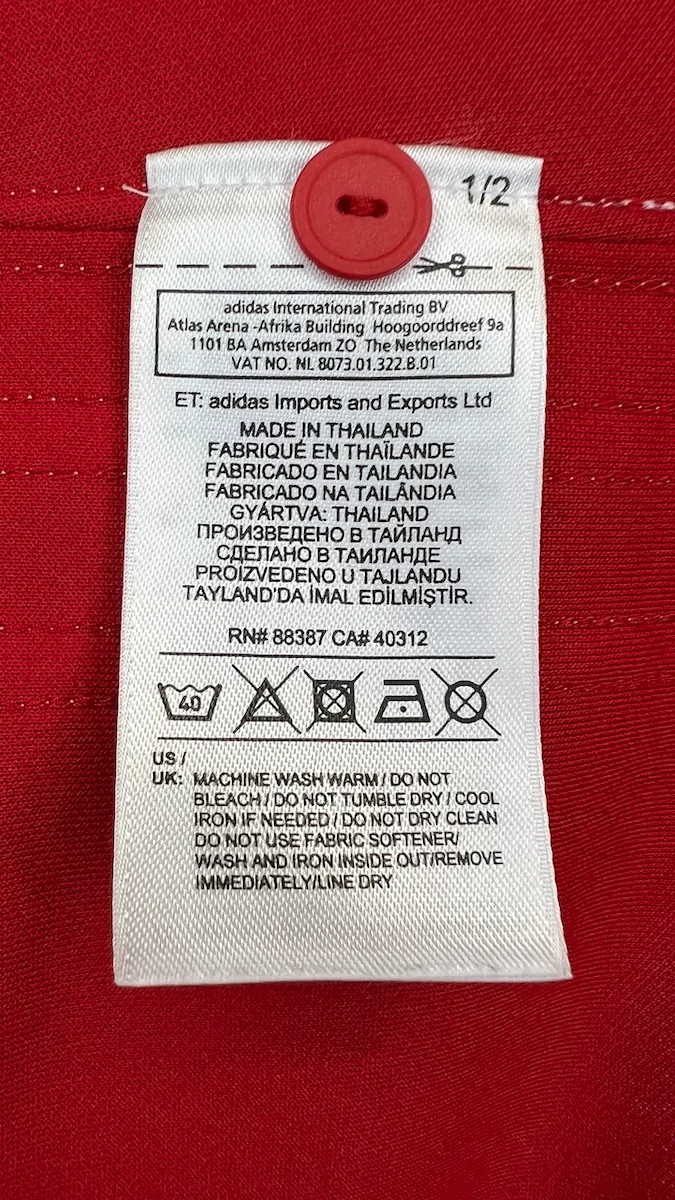 1/2
adidas International Trading BV
Atlas Arena -Afrika Building Hoogoorddreef 9a
1101 BA Amsterdam ZO The Netherlands
VAT NO. NL 8073.01.322.B.01
ET: adidas Imports and Exports Ltd
MADE IN THAILAND
FABRIQUÉ EN THAÏLANDE
FABRICADO EN TAILANDIA
FABRICADO NA TAILÂNDIA
GYÁRTVA: THAILAND
ПРОИЗВЕДЕНО В ТАЙЛАНД
СДЕЛАНО В ТАИЛАНДЕ
PROIZVEDENO U TAJLANDU
TAYLAND'DA İMAL EDİLMİŞTİR.
RN# 88387 CA# 40312
40
US /
UK: MACHINE WASH WARM / DO NOT
BLEACH / DO NOT TUMBLE DRY / COOL
IRON IF NEEDED / DO NOT DRY CLEAN
DO NOT USE FABRIC SOFTENER/
WASH AND IRON INSIDE OUT/REMOVE
IMMEDIATELY/LINE DRY